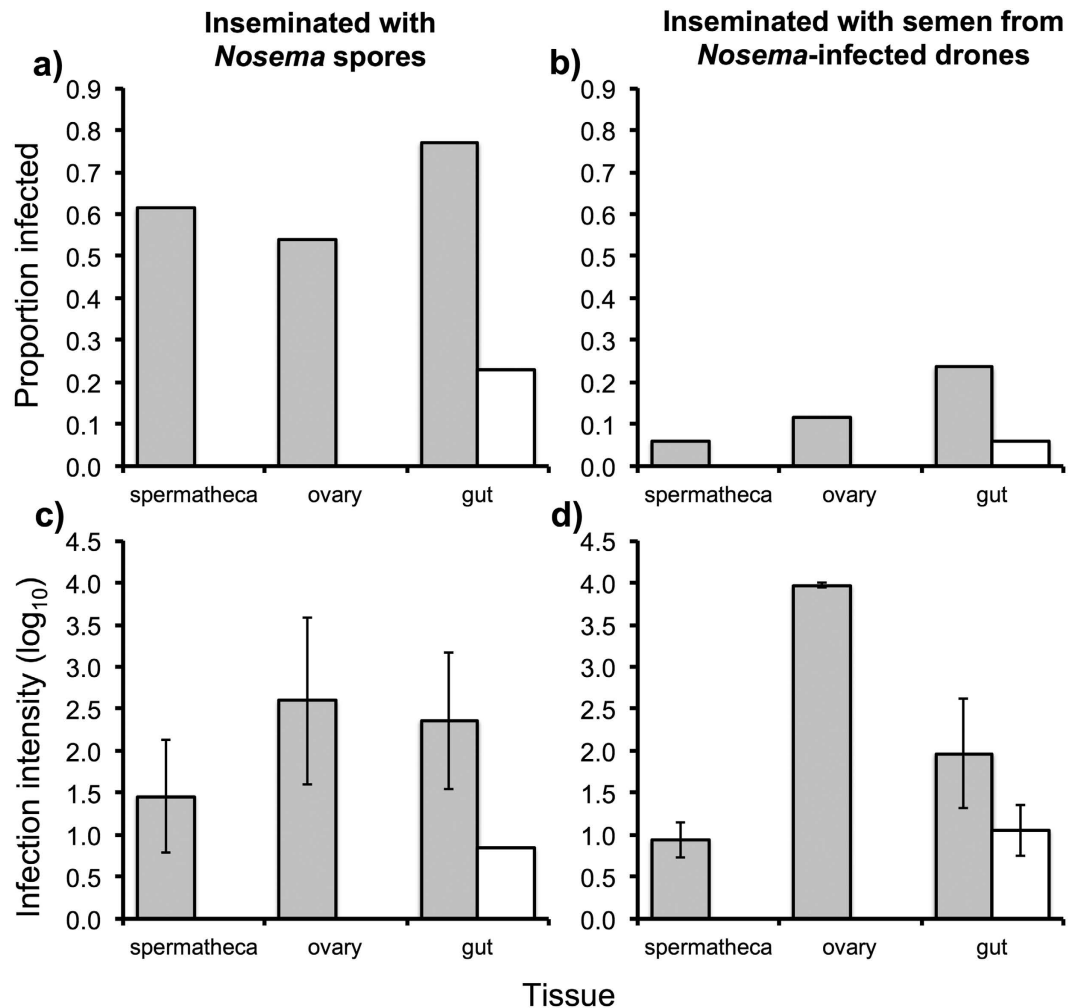 Inseminated with
Nosema spores
Inseminated with semen from
Nosema-infected drones
a)
Proportion infected
0.9
0.8
0.7
0.6
0.5
0.4
0.3
0.2
0.1
0.0
spermatheca ovary gut
b)
0.9
0.8
0.7
0.6
0.5
0.4
0.3
0.2
0.1
0.0
spermatheca ovary gut
c)
Infection intensity (log10)
4.5
4.0
3.5
3.0
2.5
2.0
1.5
1.0
0.5
0.0
spermatheca ovary gut
d)
4.5
4.0
3.5
3.0
2.5
2.0
1.5
1.0
0.5
0.0
spermatheca ovary gut
Tissue